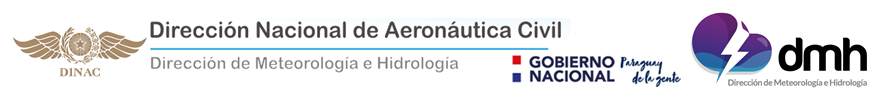 DINAC
Dirección Nacional de Aeronáutica Civil
Dirección de Meteorología e Hidrología
GOBIERNO
NACIONAL
Paraguay
de la gente
dmh
Dirección de Meteorología e Hidrología